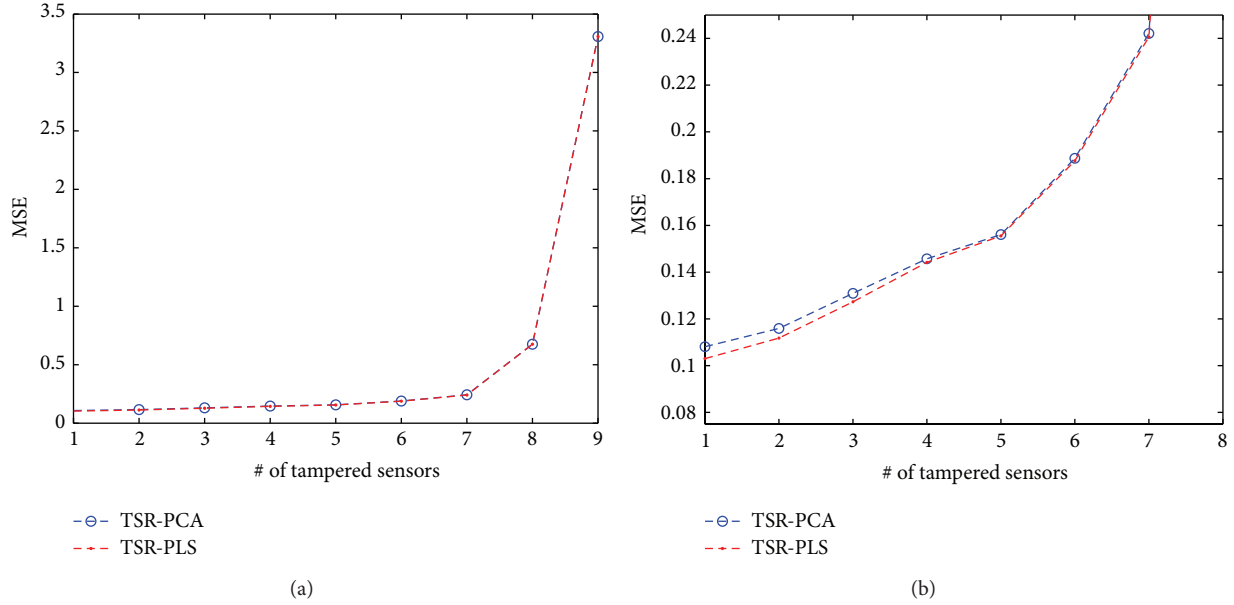 3.5
3
2.5
2
1.5
1
0.5
0
MSE
1 2 3 4 5 6 7 8 9
# of tampered sensors
TSR-PCA
TSR-PLS
(a)
0.24
0.22
0.2
0.18
0.16
0.14
0.12
0.1
0.08
MSE
1 2 3 4 5 6 7 8
# of tampered sensors
TSR-PCA
TSR-PLS
(b)